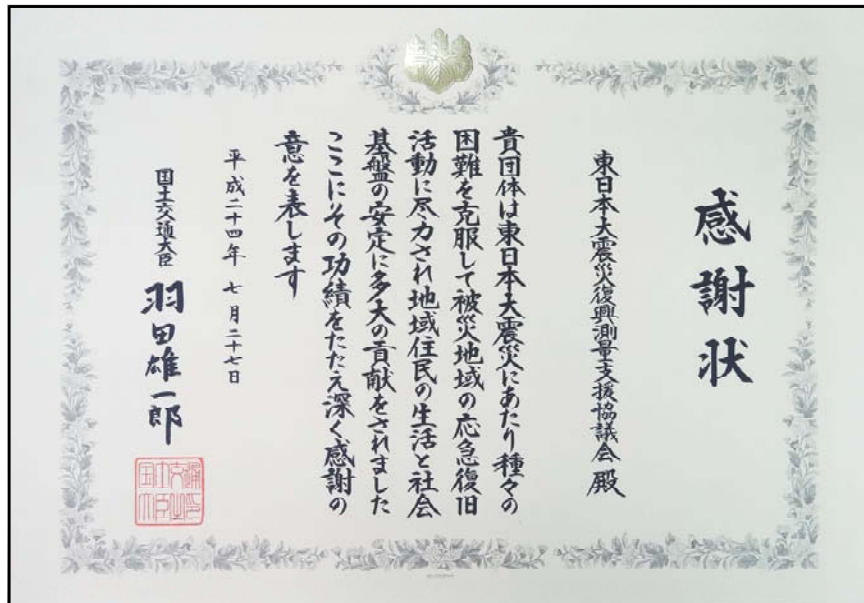 感謝状
東日本大震災復興測量支援協議会 殿
貴団体は東日本大震災にあたり種々の
困難を克服して被災地域の応急復旧
活動に尽力され地域住民の生活と社会
基盤の安定に多大の貢献をされました
ここにその功績をたたえ深く感謝の
意を表します
平成二十四年 七月二十七日
国土交通大臣 羽田雄一郎